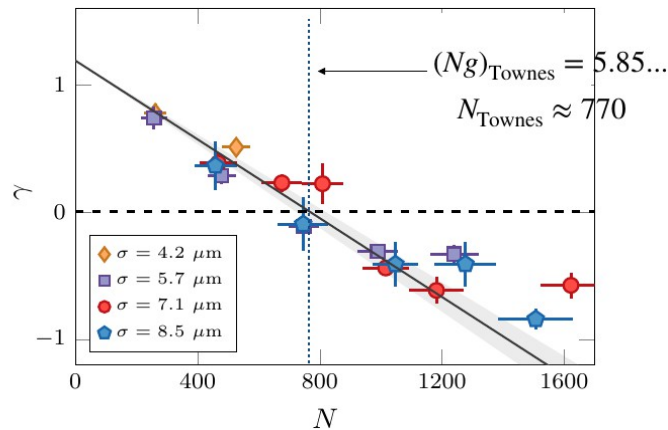 (Ng)Townes = 5.85...
NTownes ≈ 770
1
0
−1
γ
σ = 4.2 μm
σ = 5.7 μm
σ = 7.1 μm
σ = 8.5 μm
0 400 800 1200 1600
N